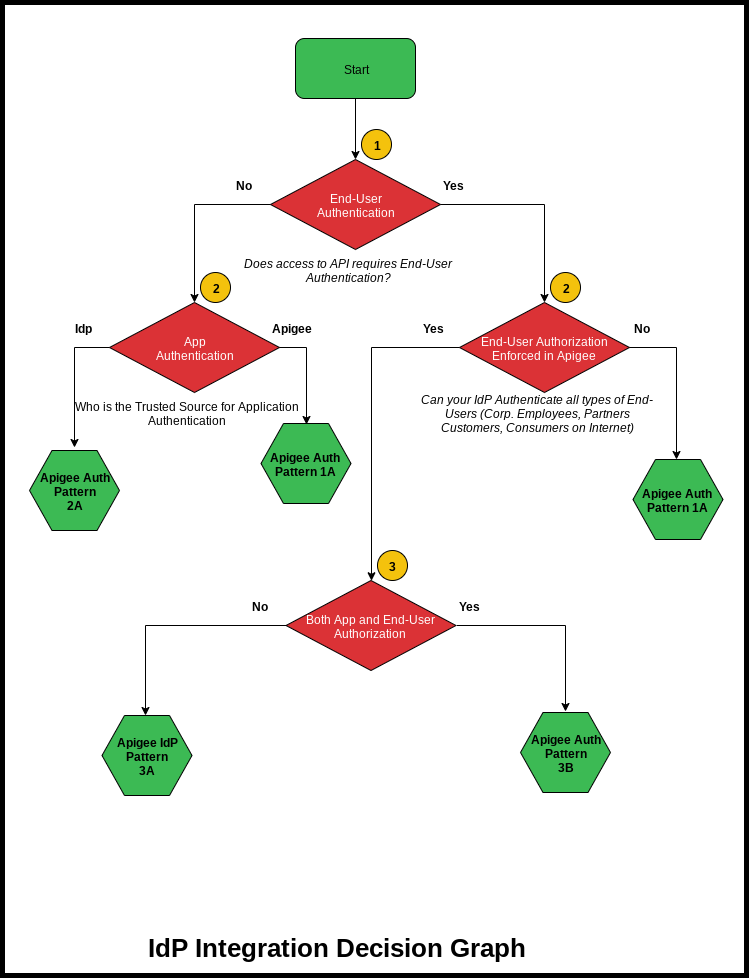 Start
1
No
Yes
End-User
Authentication
Does access to API requires End-User
Authentication?
2
2
Idp
Apigee
Yes
No
App
Authentication
End-User Authorization
Enforced in Apigee
Who is the Trusted Source for Application
Authentication
Can your IdP Authenticate all types of End-
Users (Corp. Employees, Partners
Customers, Consumers on Internet)
Apigee Auth
Pattern
2A
Apigee Auth
Pattern 1A
Apigee Auth
Pattern 1A
3
No
Yes
Both App and End-User
Authorization
Apigee IdP
Pattern
3A
Apigee Auth
Pattern
3B
IdP Integration Decision Graph